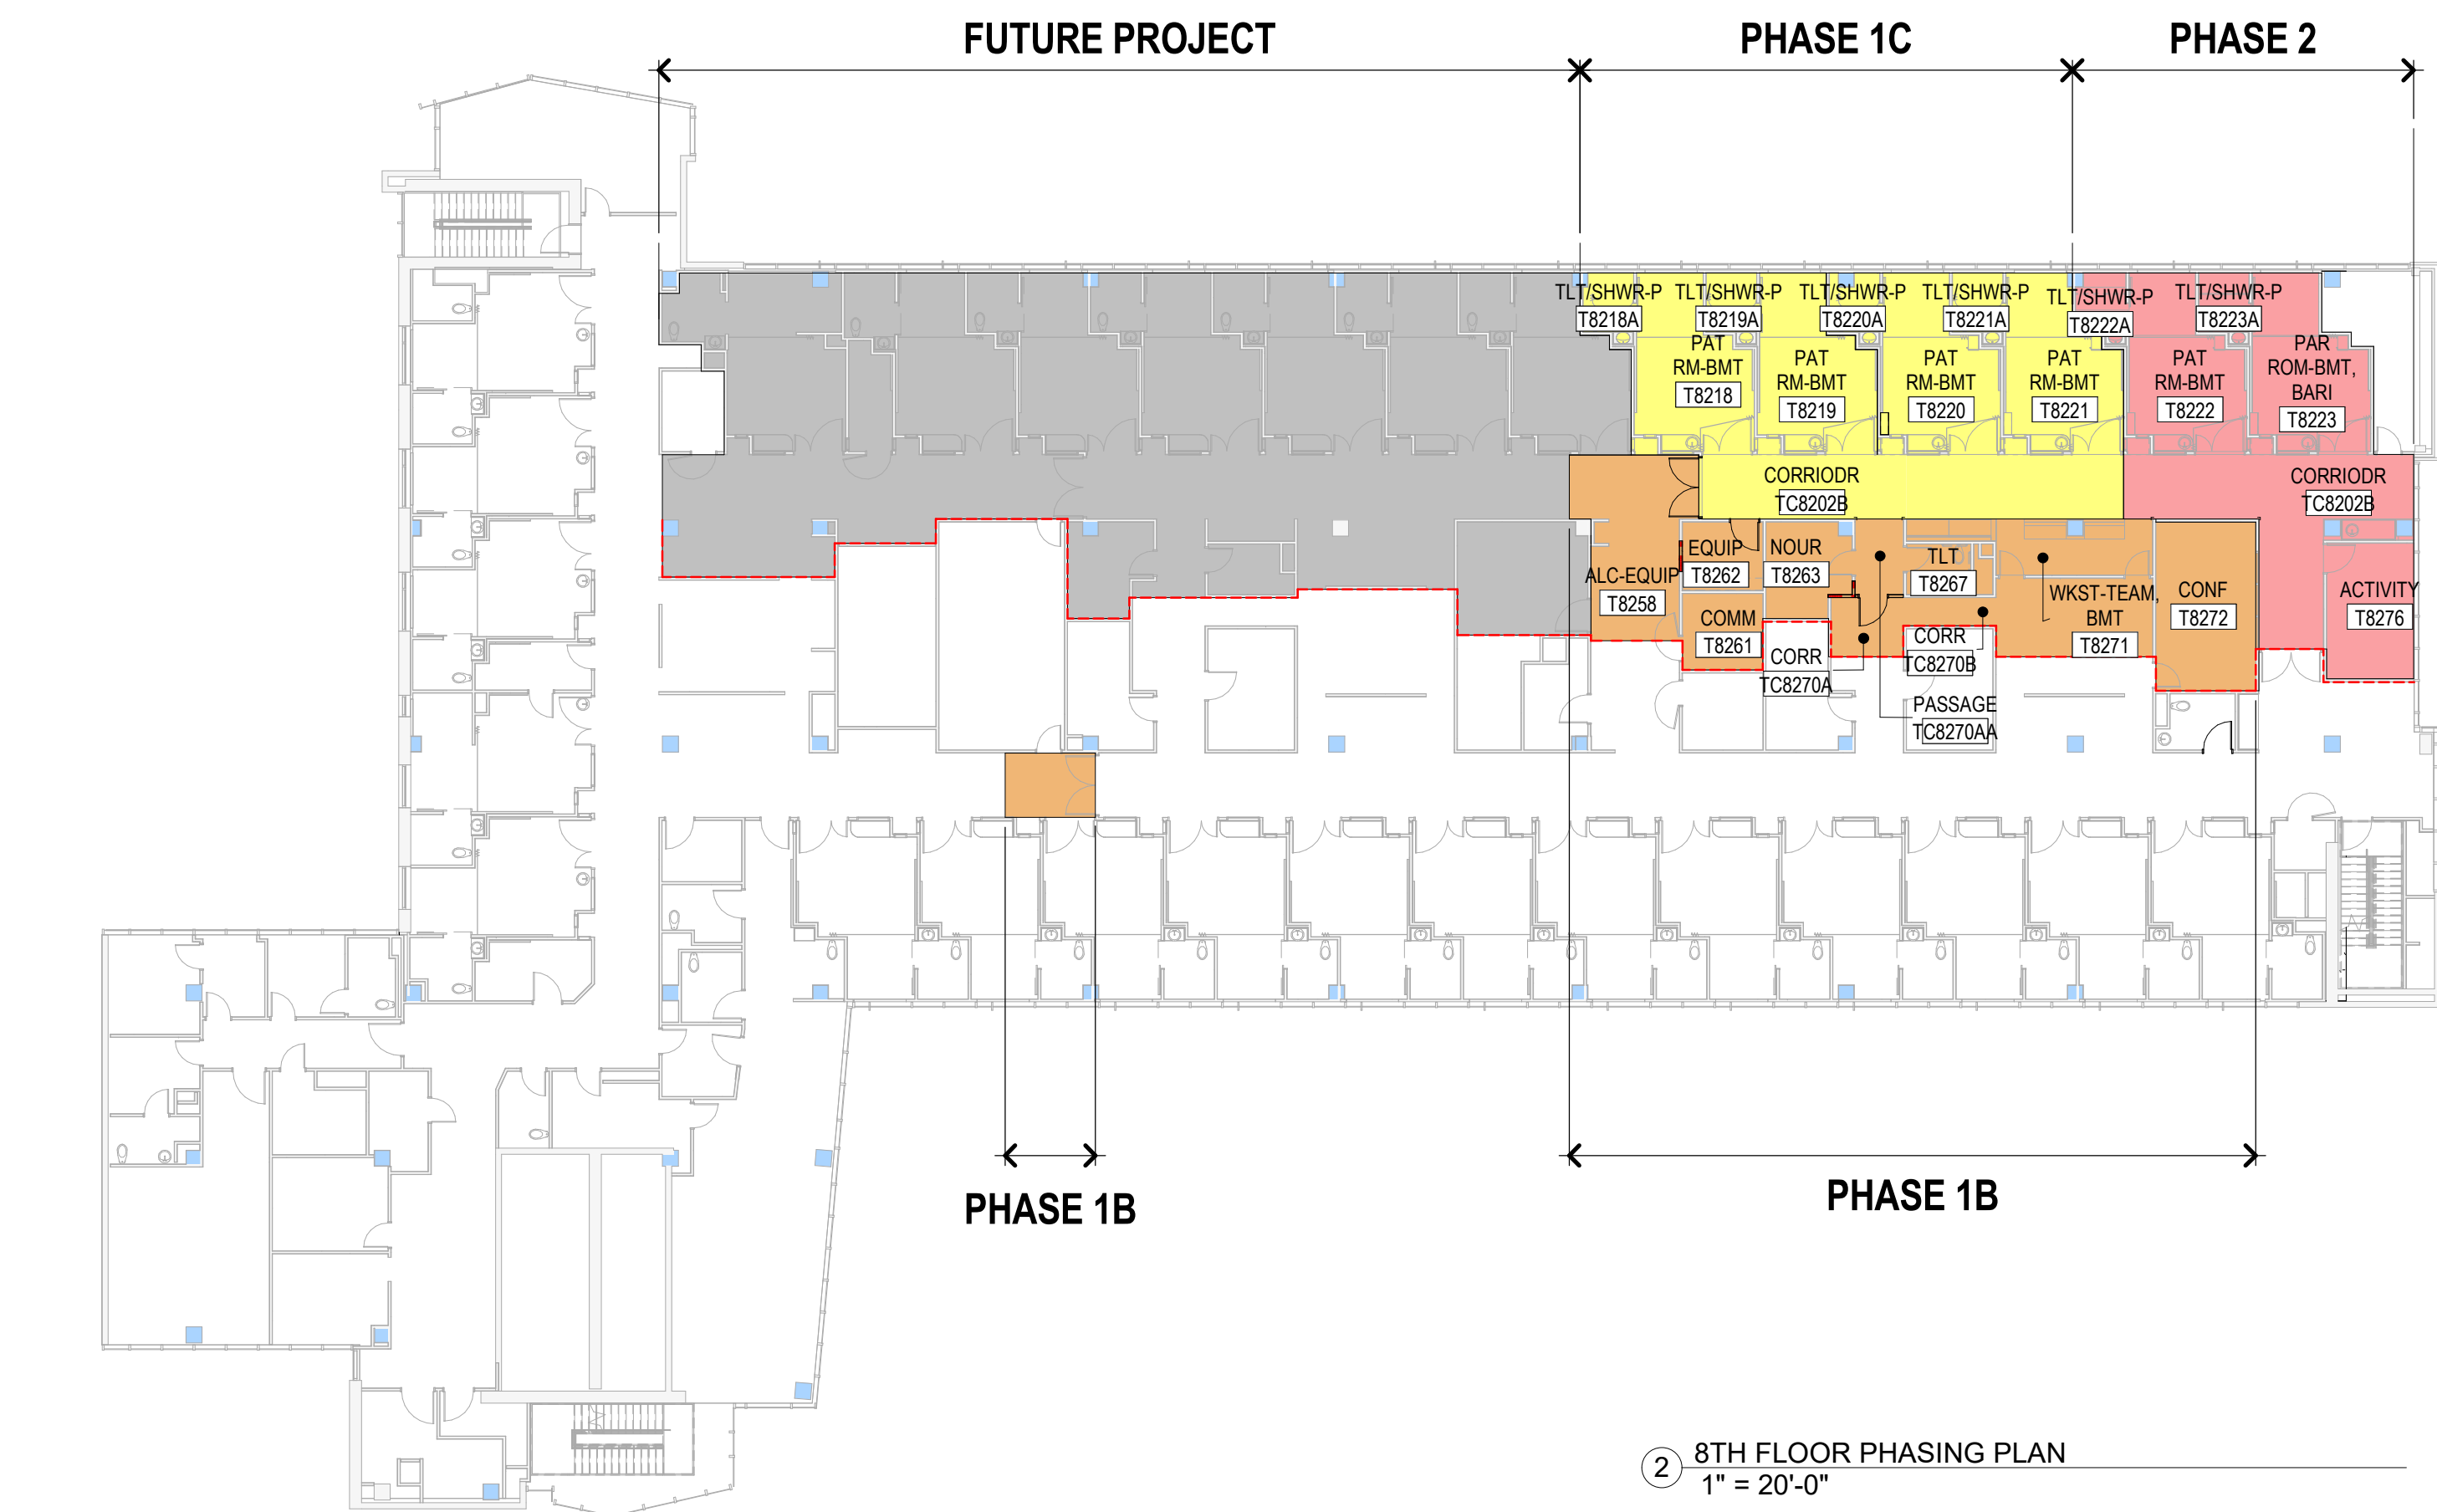 FUTURE PROJECT
PHASE 1C
PHASE 2
TLT/SHWR-P
T8218A
TLT/SHWR-P
T8219A
TLT/SHWR-P
T8220A
TLT/SHWR-P
T8221A
TLT/SHWR-P
T8222A
TLT/SHWR-P
T8223A
PAT
RM-BMT
T8218
PAT
RM-BMT
T8219
PAT
RM-BMT
T8220
PAT
RM-BMT
T8221
PAT
RM-BMT
T8222
PAR
ROM-BMT,
BARI
T8223
CORRIODR
TC8202B
CORRIODR
TC8202B
ALC-EQUIP
T8258
EQUIP
T8262
NOUR
T8263
TLT
T8267
COMM
T8261
WKST-TEAM,
BMT
T8271
CONF
T8272
ACTIVITY
T8276
CORR
TC8270A
CORR
TC8270B
PASSAGE
TC8270AA
PHASE 1B
PHASE 1B
2
8TH FLOOR PHASING PLAN
1" = 20'-0"